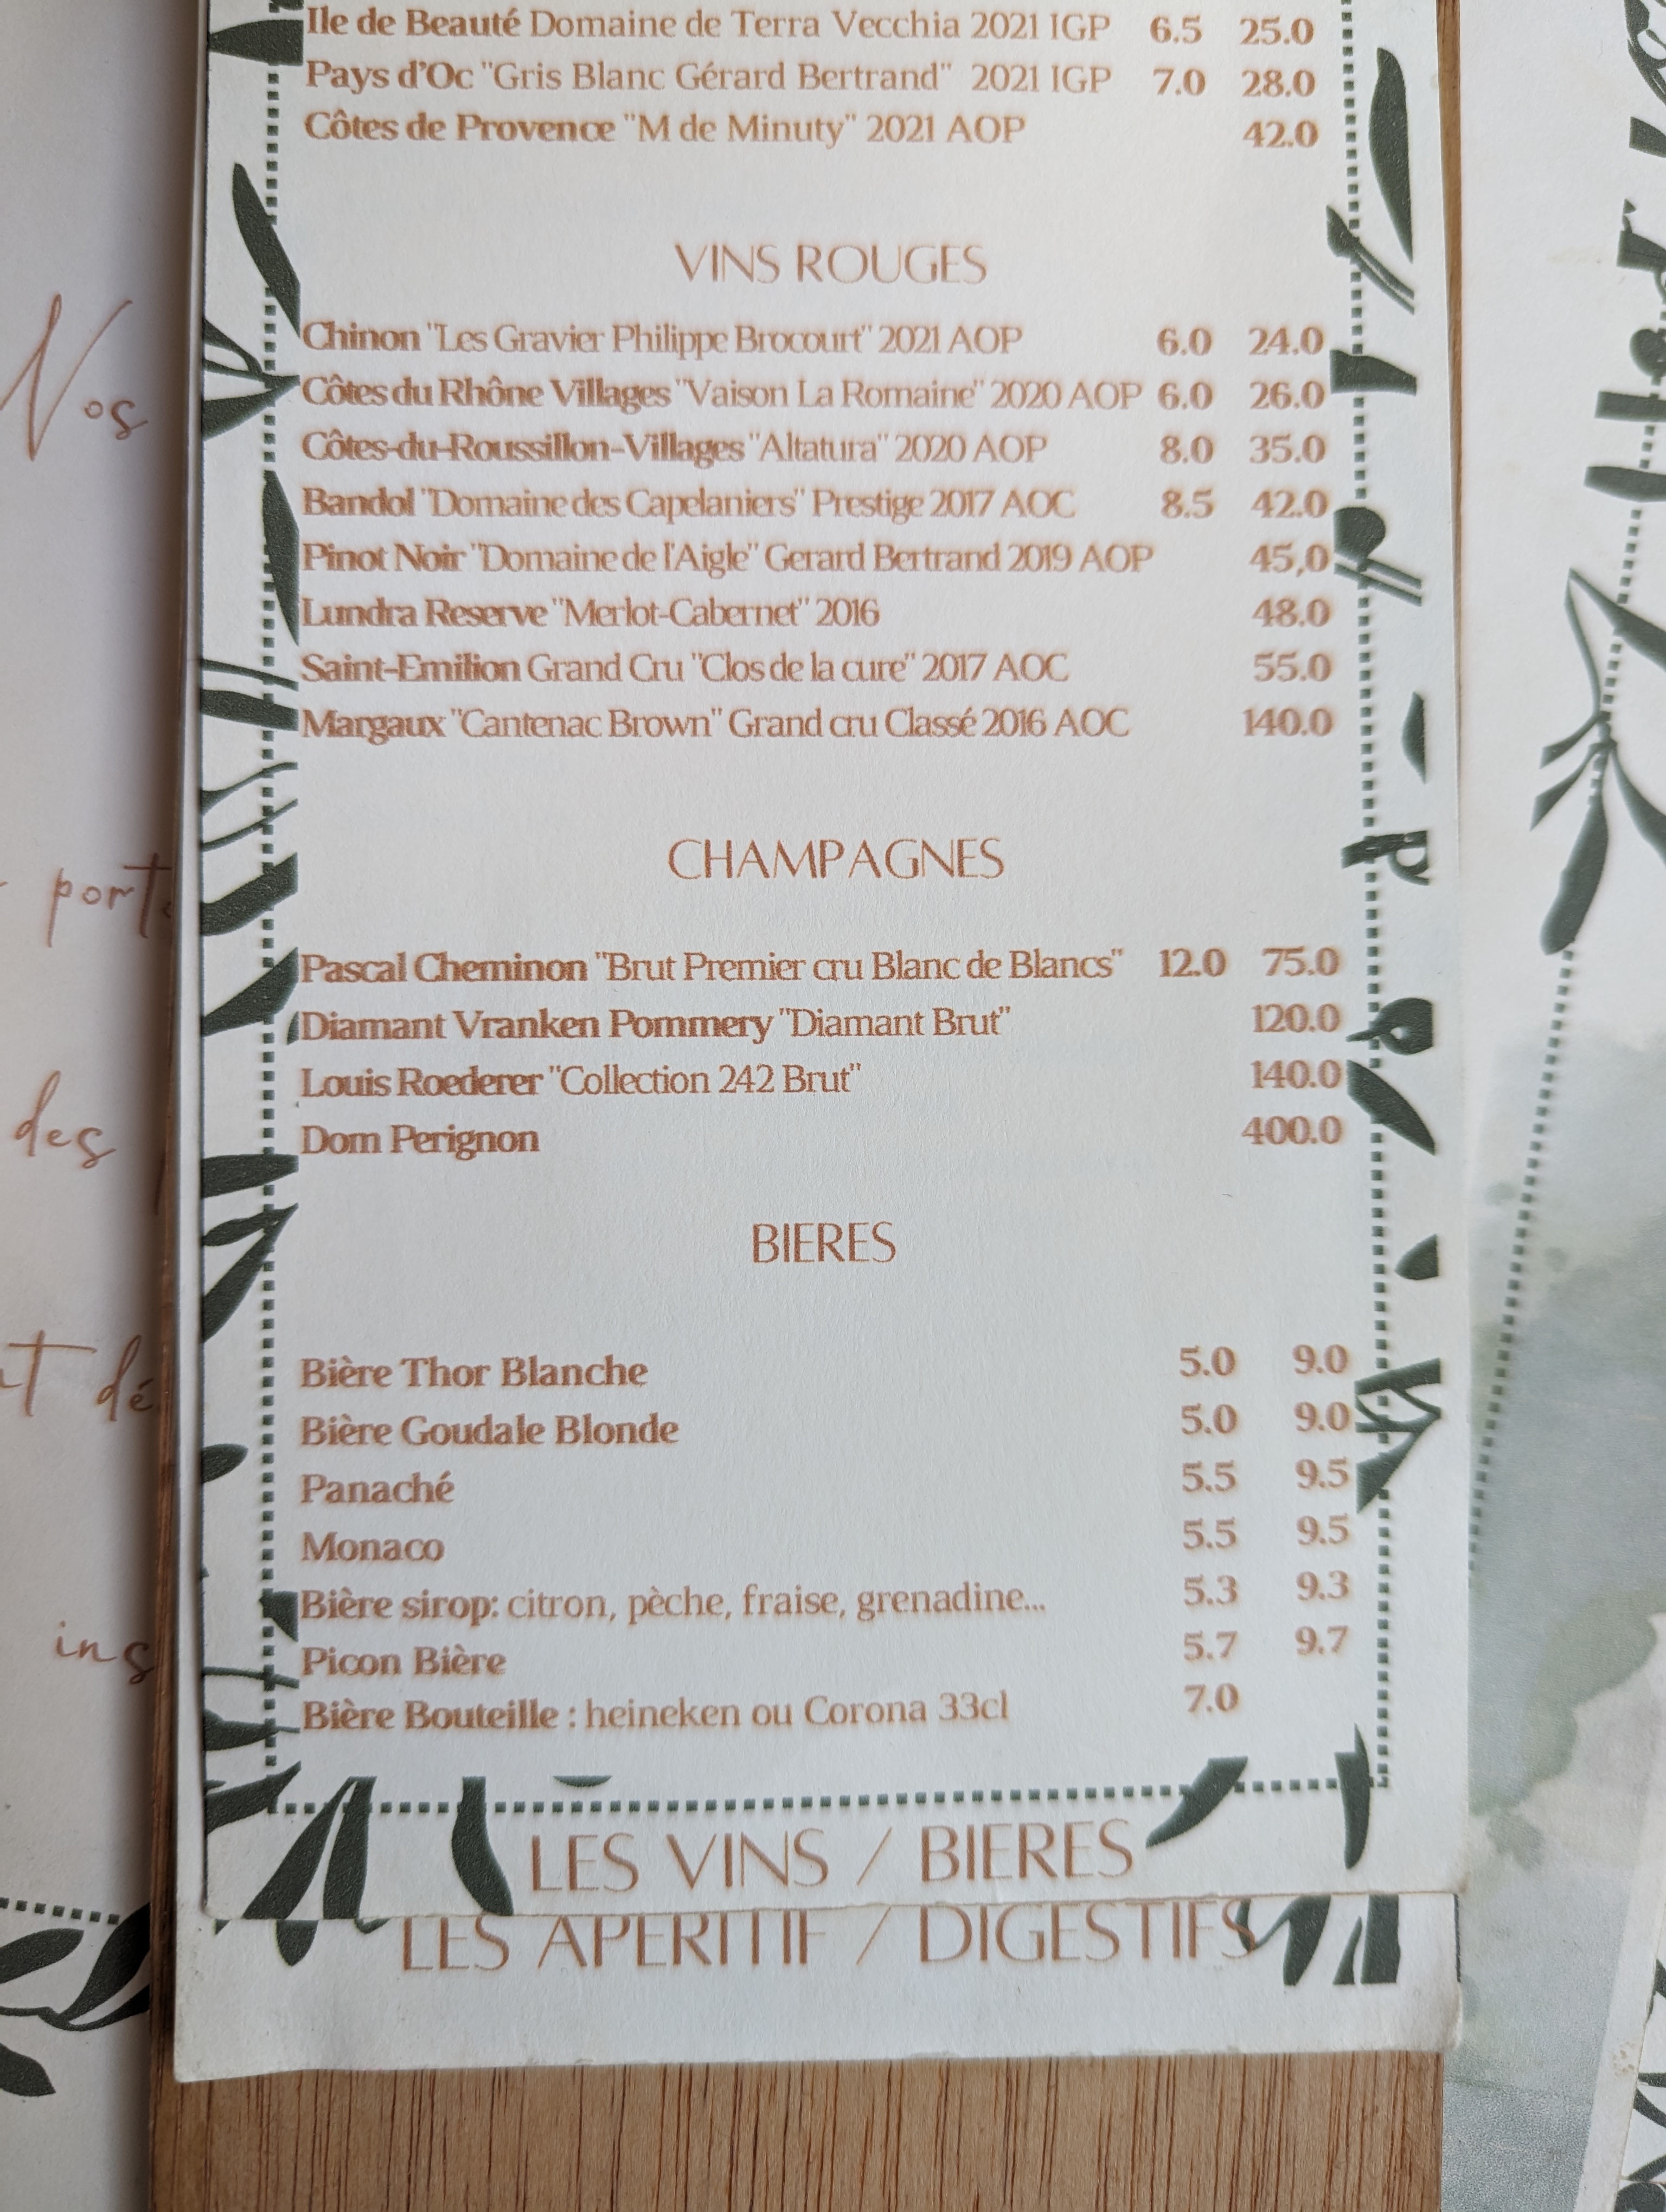 Ile de Beauté Domaine de Terra Vecchia 2021 IGP 6.5 25.0
Pays d'Oc "Gris Blanc Gérard Bertrand" 2021 IGP 7.0 28.0
Côtes de Provence "M de Minuty" 2021 AOP 42.0
VINS ROUGES
Chinon "Les Gravier Philippe Brocourt" 2021 AOP 6.0 24.0
Côtes du Rhône Villages "Vaison La Romaine" 2020 AOP 6.0 26.0
Côtes-du-Roussillon-Villages "Altatura" 2020 AOP 8.0 35.0
Bandol "Domaine des Capelaniers" Prestige 2017 AOC 8.5 42.0
Pinot Noir "Domaine de l'Aigle" Gerard Bertrand 2019 AOP 45,0
Lundra Reserve "Merlot-Cabernet" 2016 48.0
Saint-Emilion Grand Cru "Clos de la cure" 2017 AOC 55.0
Margaux "Cantenac Brown" Grand cru Classé 2016 AOC 140.0
CHAMPAGNES
Pascal Cheminon "Brut Premier cru Blanc de Blancs" 12.0 75.0
Diamant Vranken Pommery "Diamant Brut" 120.0
Louis Roederer "Collection 242 Brut" 140.0
Dom Perignon 400.0
BIERES
Bière Thor Blanche 5.0 9.0
Bière Goudale Blonde 5.0 9.0
Panaché 5.5 9.5
Monaco 5.5 9.5
Bière sirop: citron, pèche, fraise, grenadine... 5.3 9.3
Picon Bière 5.7 9.7
Bière Bouteille : heineken ou Corona 33cl 7.0
LES VINS / BIERES
LES APERITIF / DIGESTIFS
Nos
des